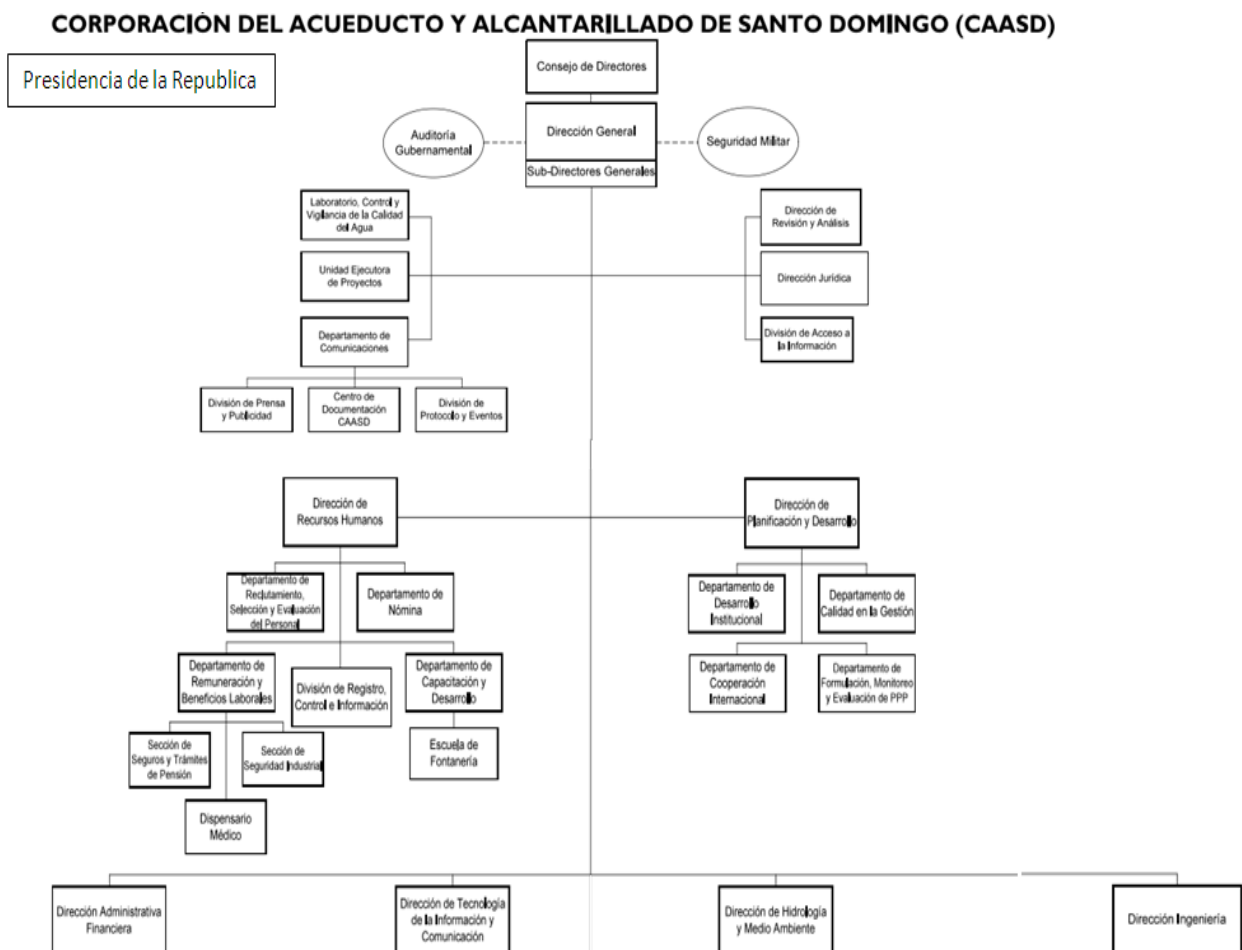 CORPORACIÓN DEL ACUEDUCTO Y ALCANTARILLADO DE SANTO DOMINGO (CAASD)
Presidencia de la Republica
Consejo de Directores
Auditoría
Gubernamental
Dirección General
Seguridad Militar
Sub-Directores Generales
Laboratorio, Control y
Vigilancia de la Calidad
del Agua
Dirección de
Revisión y Análisis
Unidad Ejecutora
de Proyectos
Dirección Jurídica
Departamento de
Comunicaciones
División de Acceso a
la Información
División de Prensa
y Publicidad
Centro de
Documentación
CAASD
División de
Protocolo y Eventos
Dirección de
Recursos Humanos
Dirección de
Planificación y Desarrollo
Departamento de
Reclutamiento,
Selección y Evaluación
del Personal
Departamento de
Nómina
Departamento de
Desarrollo
Institucional
Departamento de
Calidad en la Gestión
Departamento de
Remuneración y
Beneficios Laborales
División de Registro,
Control e Información
Departamento de
Capacitación y
Desarrollo
Departamento de
Cooperación
Internacional
Departamento de
Formulación, Monitoreo
y Evaluación de PPP
Sección de
Seguros y Trámites
de Pensión
Sección de
Seguridad Industrial
Escuela de
Fontanería
Dispensario
Médico
Dirección Administrativa
Financiera
Dirección de Tecnología
de la Información y
Comunicación
Dirección de Hidrología
y Medio Ambiente
Dirección Ingeniería